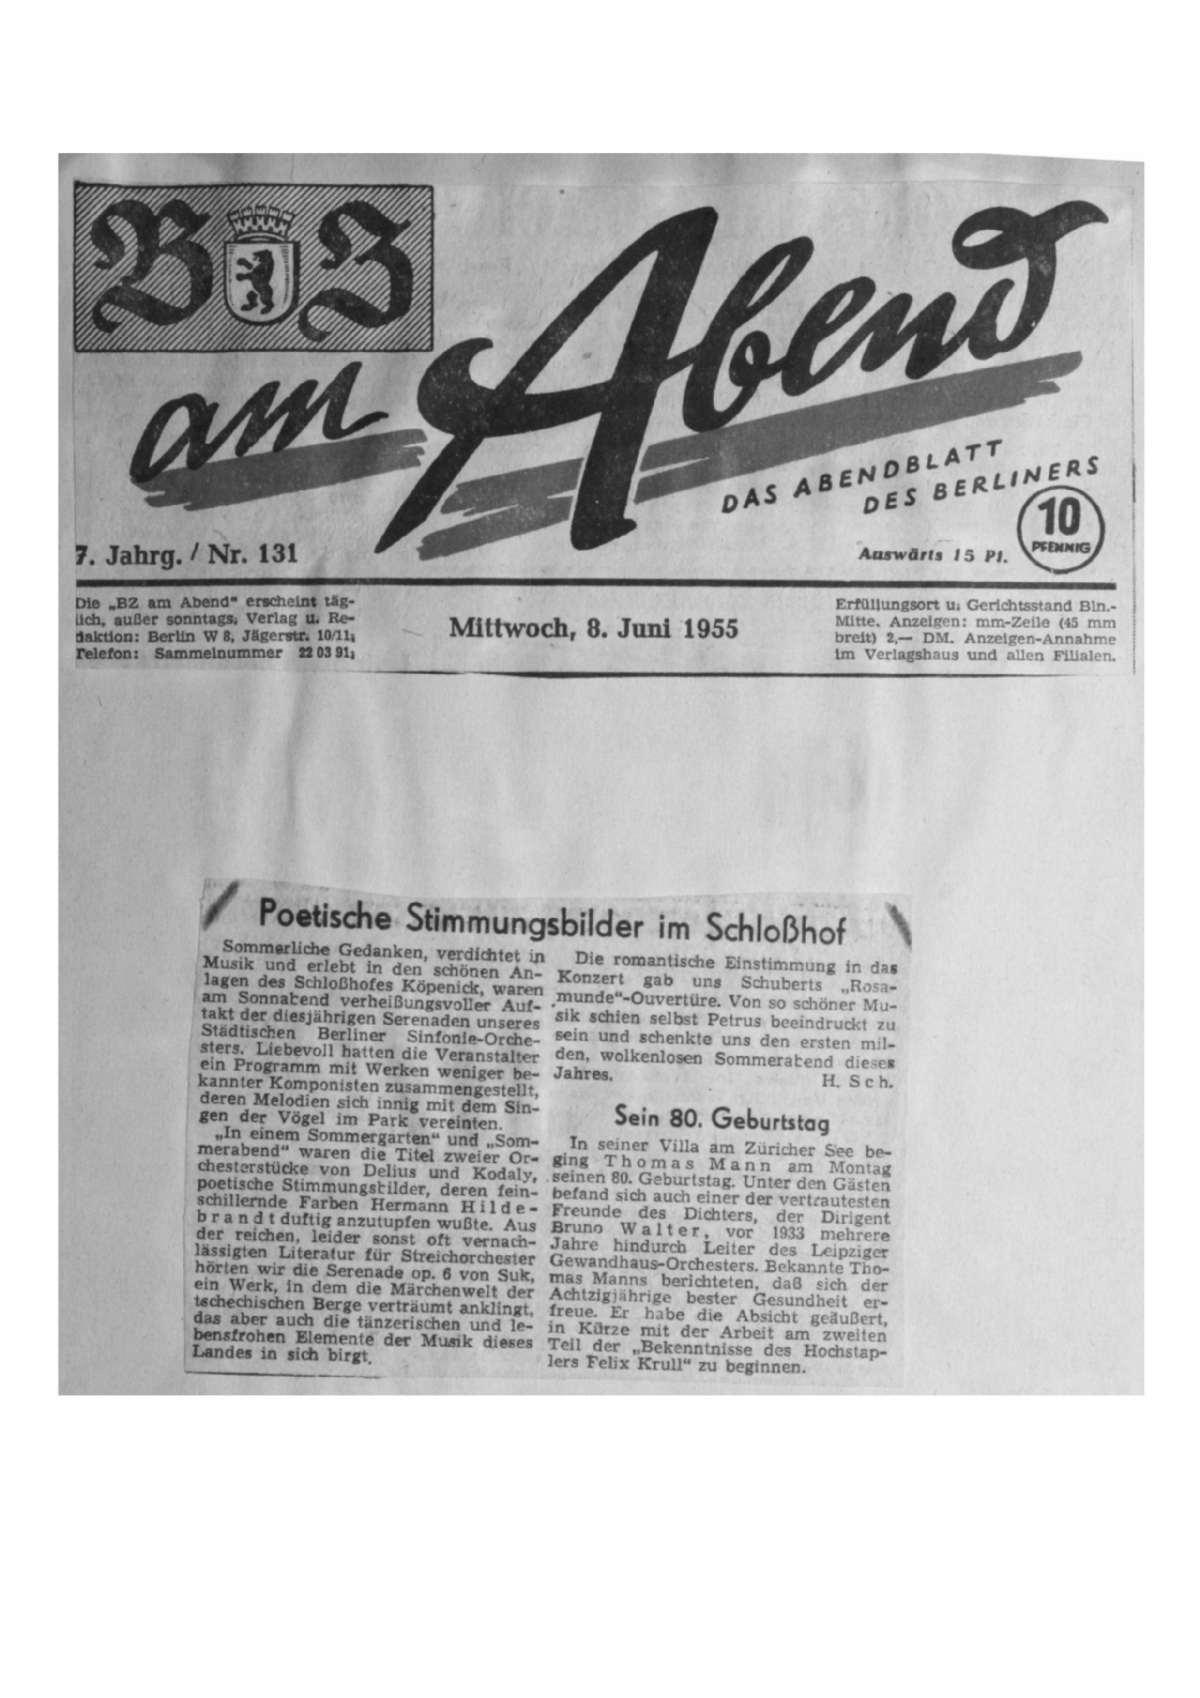 BZ
am Abend
DAS ABENDBLATT
DES BERLINERS
7. Jahrg. / Nr. 131
Auswärts 15 Pf.
10
PFENNIG
Die „BZ am Abend“ erscheint täg-
lich, außer sonntags; Verlag u. Re-
daktion: Berlin W 8, Jägerstr. 10/11;
Telefon: Sammelnummer 22 03 91;
Mittwoch, 8. Juni 1955
Erfüllungsort u. Gerichtsstand Bln.-
Mitte. Anzeigen: mm-Zeile (45 mm
breit) 2,— DM. Anzeigen-Annahme
im Verlagshaus und allen Filialen.
Poetische Stimmungsbilder im Schloßhof
Sommerliche Gedanken, verdichtet in
Musik und erlebt in den schönen An-
lagen des Schloßhofes Köpenick, waren
am Sonnabend verheißungsvoller Auf-
takt der diesjährigen Serenaden unseres
Städtischen Berliner Sinfonie-Orche-
sters. Liebevoll hatten die Veranstalter
ein Programm mit Werken weniger be-
kannter Komponisten zusammengestellt,
deren Melodien sich innig mit dem Sin-
gen der Vögel im Park vereinten.
„In einem Sommergarten“ und „Som-
merabend“ waren die Titel zweier Or-
chesterstücke von Delius und Kodaly,
poetische Stimmungsbilder, deren fein-
schillernde Farben Hermann Hilde-
brandt duftig anzutupfen wußte. Aus
der reichen, leider sonst oft vernach-
lässigten Literatur für Streichorchester
hörten wir die Serenade op. 6 von Suk,
ein Werk, in dem die Märchenwelt der
tschechischen Berge verträumt anklingt,
das aber auch die tänzerischen und le-
bensfrohen Elemente der Musik dieses
Landes in sich birgt.
Die romantische Einstimmung in das
Konzert gab uns Schuberts „Rosa-
munde“-Ouvertüre. Von so schöner Mu-
sik schien selbst Petrus beeindruckt zu
sein und schenkte uns den ersten mil-
den, wolkenlosen Sommerabend dieses
Jahres. H. Sch.
Sein 80. Geburtstag
In seiner Villa am Züricher See be-
ging Thomas Mann am Montag
seinen 80. Geburtstag. Unter den Gästen
befand sich auch einer der vertrautesten
Freunde des Dichters, der Dirigent
Bruno Walter, vor 1933 mehrere
Jahre hindurch Leiter des Leipziger
Gewandhaus-Orchesters. Bekannte Tho-
mas Manns berichteten, daß sich der
Achtzigjährige bester Gesundheit er-
freue. Er habe die Absicht geäußert,
in Kürze mit der Arbeit am zweiten
Teil der „Bekenntnisse des Hochstap-
lers Felix Krull“ zu beginnen.